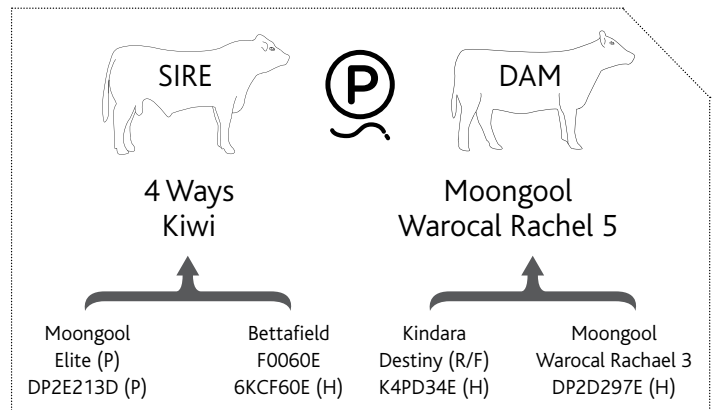 SIRE
P
DAM
4 Ways
Kiwi
Moongool
Warocal Rachel 5
Moongool
Elite (P)
DP2E213D (P)
Bettafield
F0060E
6KCF60E (H)
Kindara
Destiny (R/F)
K4PD34E (H)
Moongool
Warocal Rachael 3
DP2D297E (H)